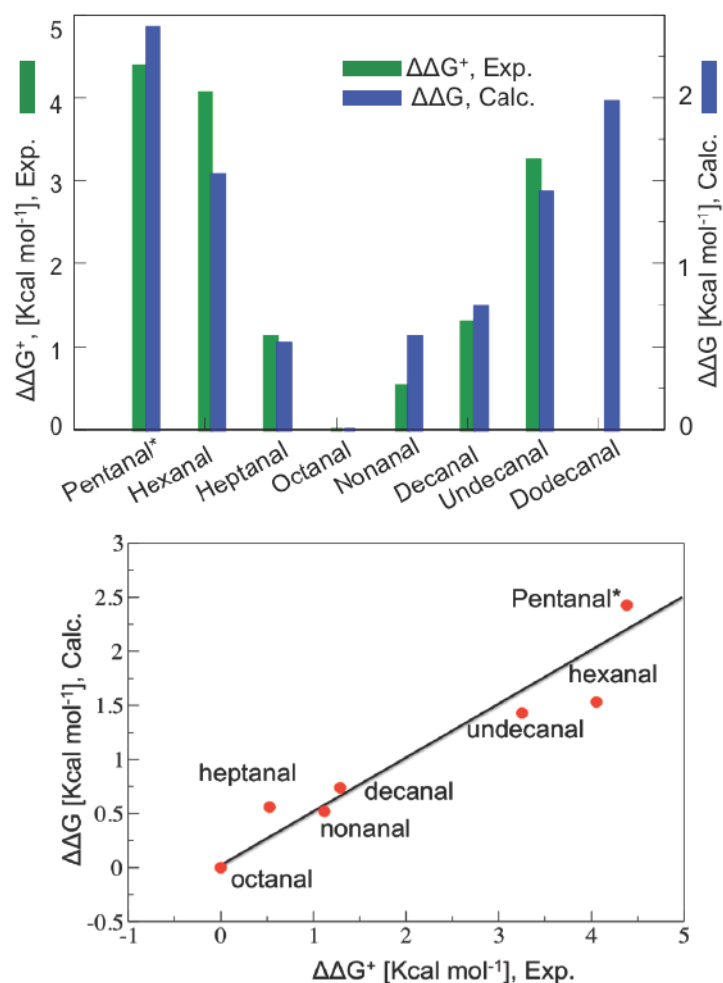 5
4
3
2
1
0
ΔΔG⁺, [Kcal mol⁻¹], Exp.
ΔΔG⁺, Exp.
ΔΔG, Calc.
2
1
0
ΔΔG [Kcal mol⁻¹], Calc.
Pentanal*
Hexanal
Heptanal
Octanal
Nonanal
Decanal
Undecanal
Dodecanal
3
2.5
2
1.5
1
0.5
0
-0.5
ΔΔG [Kcal mol⁻¹], Calc.
Pentanal*
hexanal
undecanal
heptanal
decanal
nonanal
octanal
-1 0 1 2 3 4 5
ΔΔG⁺ [Kcal mol⁻¹], Exp.